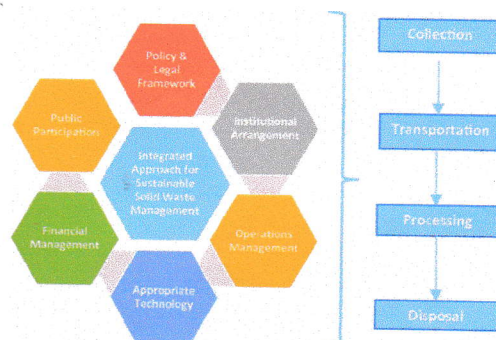 Policy &
Legal
Framework
Public
Participation
Institutional
Arrangement
Integrated
Approach for
Sustainable
Solid Waste
Management
Financial
Management
Operations
Management
Appropriate
Technology
Collection
Transportation
Processing
Disposal